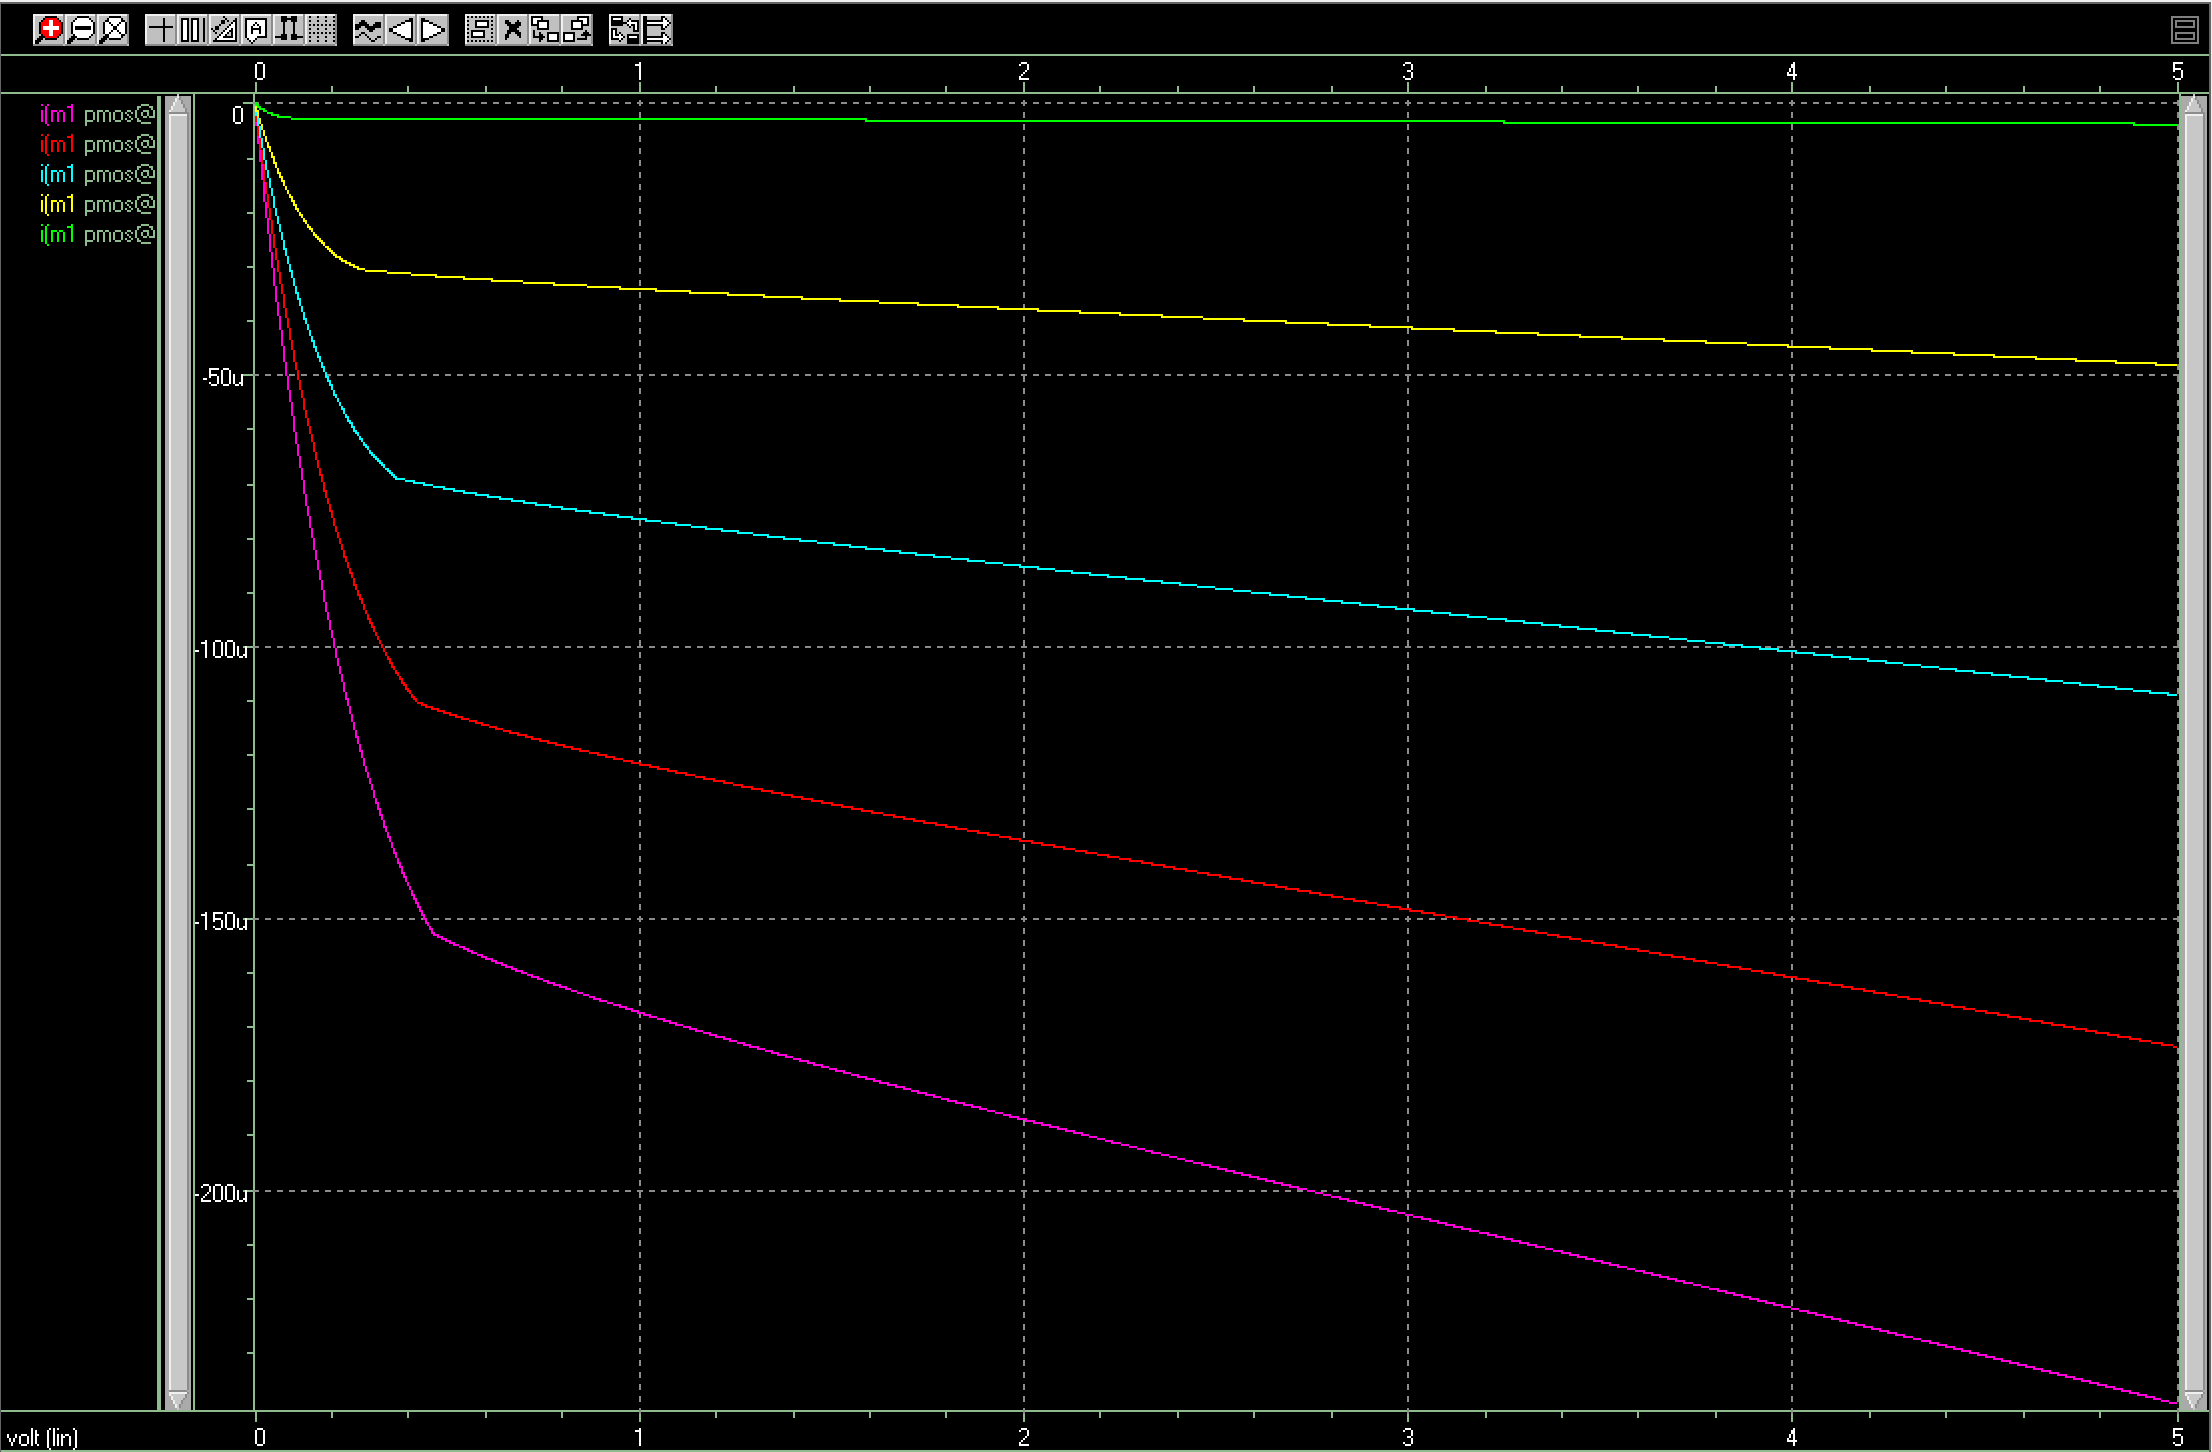 0 1 2 3 4 5
i(m1 pmos@
i(m1 pmos@
i(m1 pmos@
i(m1 pmos@
i(m1 pmos@
0
-50u
-100u
-150u
-200u
volt (lin) 0 1 2 3 4 5